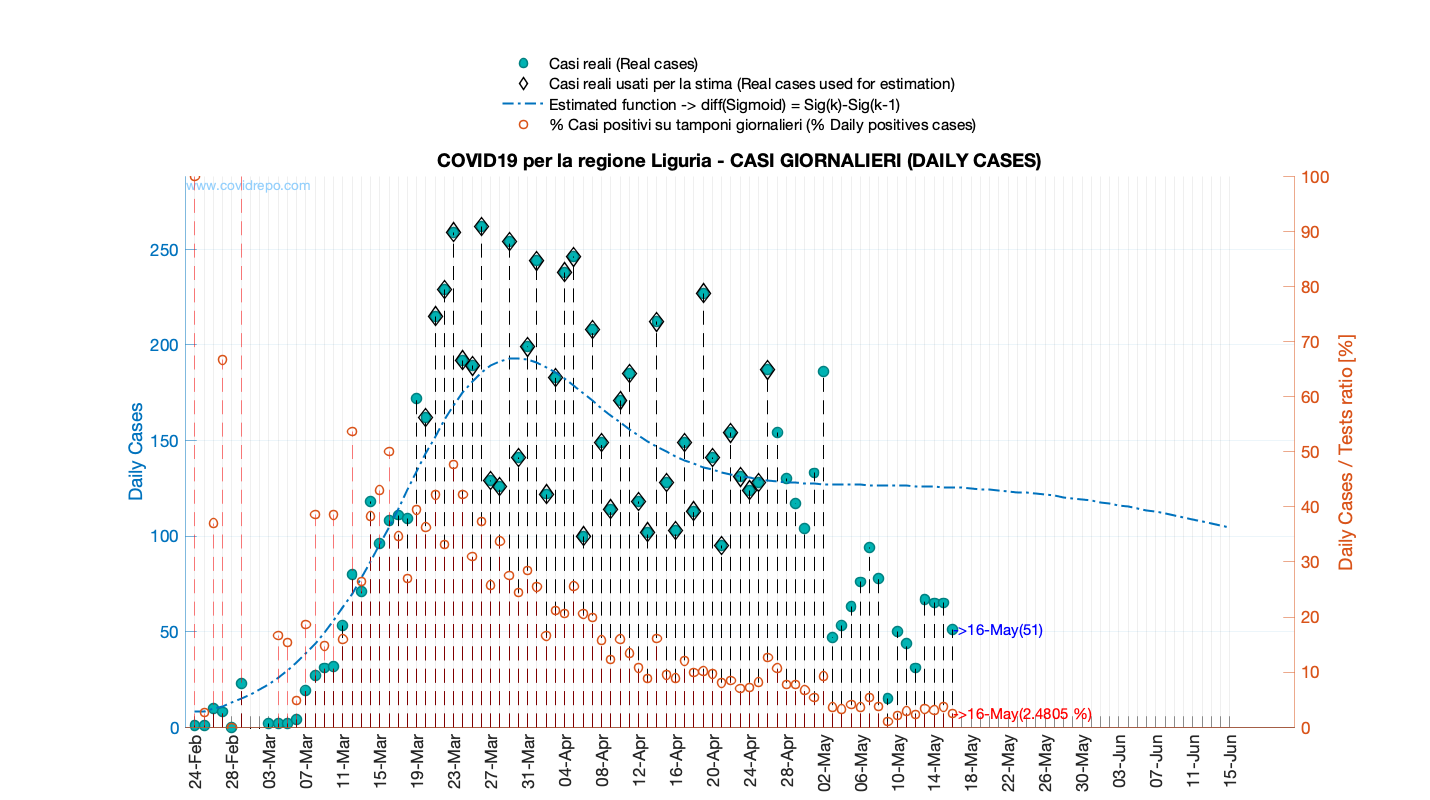 Casi reali (Real cases)
Casi reali usati per la stima (Real cases used for estimation)
Estimated function -> diff(Sigmoid) = Sig(k)-Sig(k-1)
% Casi positivi su tamponi giornalieri (% Daily positives cases)
COVID19 per la regione Liguria - CASI GIORNALIERI (DAILY CASES)
www.covidrepo.com
Daily Cases
250
200
150
100
50
0
100
90
80
70
60
50
40
30
20
10
0
Daily Cases / Tests ratio [%]
->16-May(51)
->16-May(2.4805 %)
24-Feb
28-Feb
03-Mar
07-Mar
11-Mar
15-Mar
19-Mar
23-Mar
27-Mar
31-Mar
04-Apr
08-Apr
12-Apr
16-Apr
20-Apr
24-Apr
28-Apr
02-May
06-May
10-May
14-May
18-May
22-May
26-May
30-May
03-Jun
07-Jun
11-Jun
15-Jun